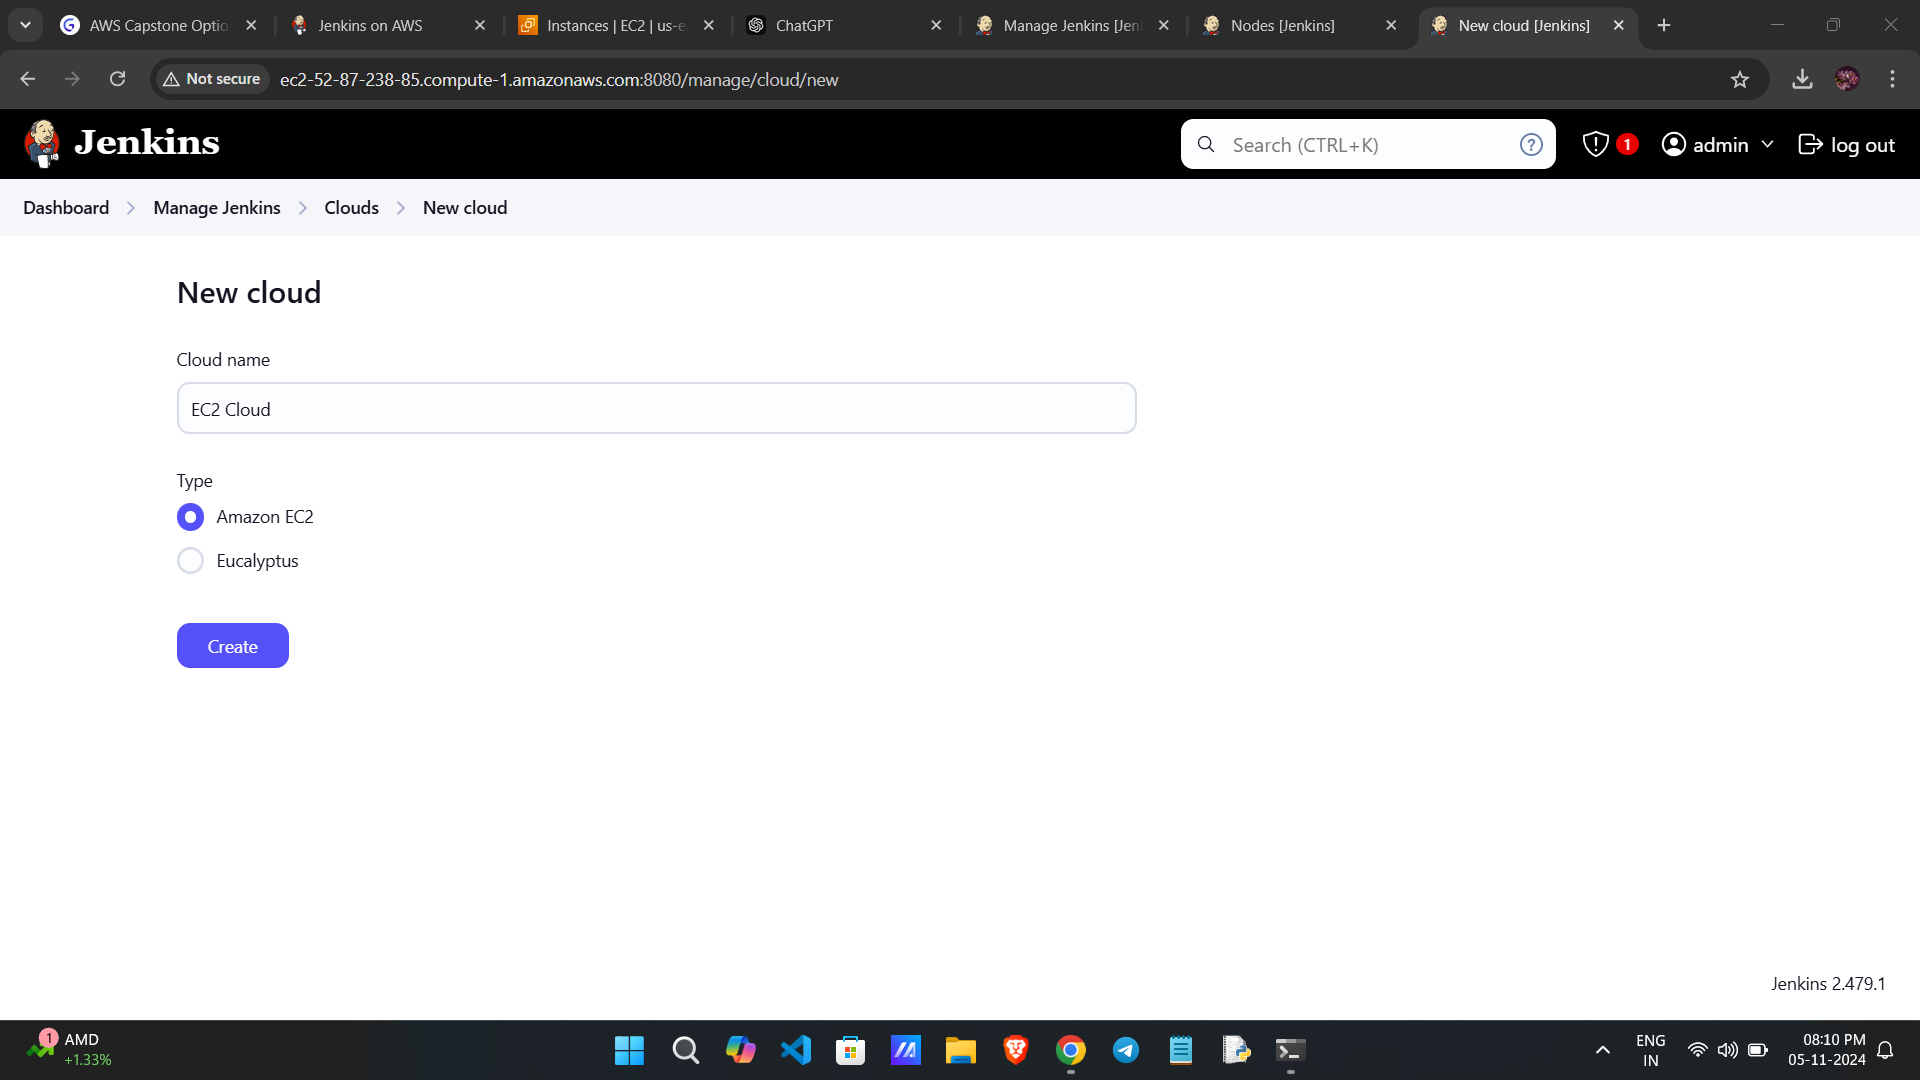 AWS Capstone Optio
Jenkins on AWS
Instances | EC2 | us-e
ChatGPT
Manage Jenkins [Jen
Nodes [Jenkins]
New cloud [Jenkins]
Not secure
ec2-52-87-238-85.compute-1.amazonaws.com:8080/manage/cloud/new
Jenkins
Search (CTRL+K)
?
1
admin
log out
Dashboard
Manage Jenkins
Clouds
New cloud
New cloud
Cloud name
EC2 Cloud
Type
Amazon EC2
Eucalyptus
Create
Jenkins 2.479.1
1
AMD
+1.33%
ENG
IN
08:10 PM
05-11-2024